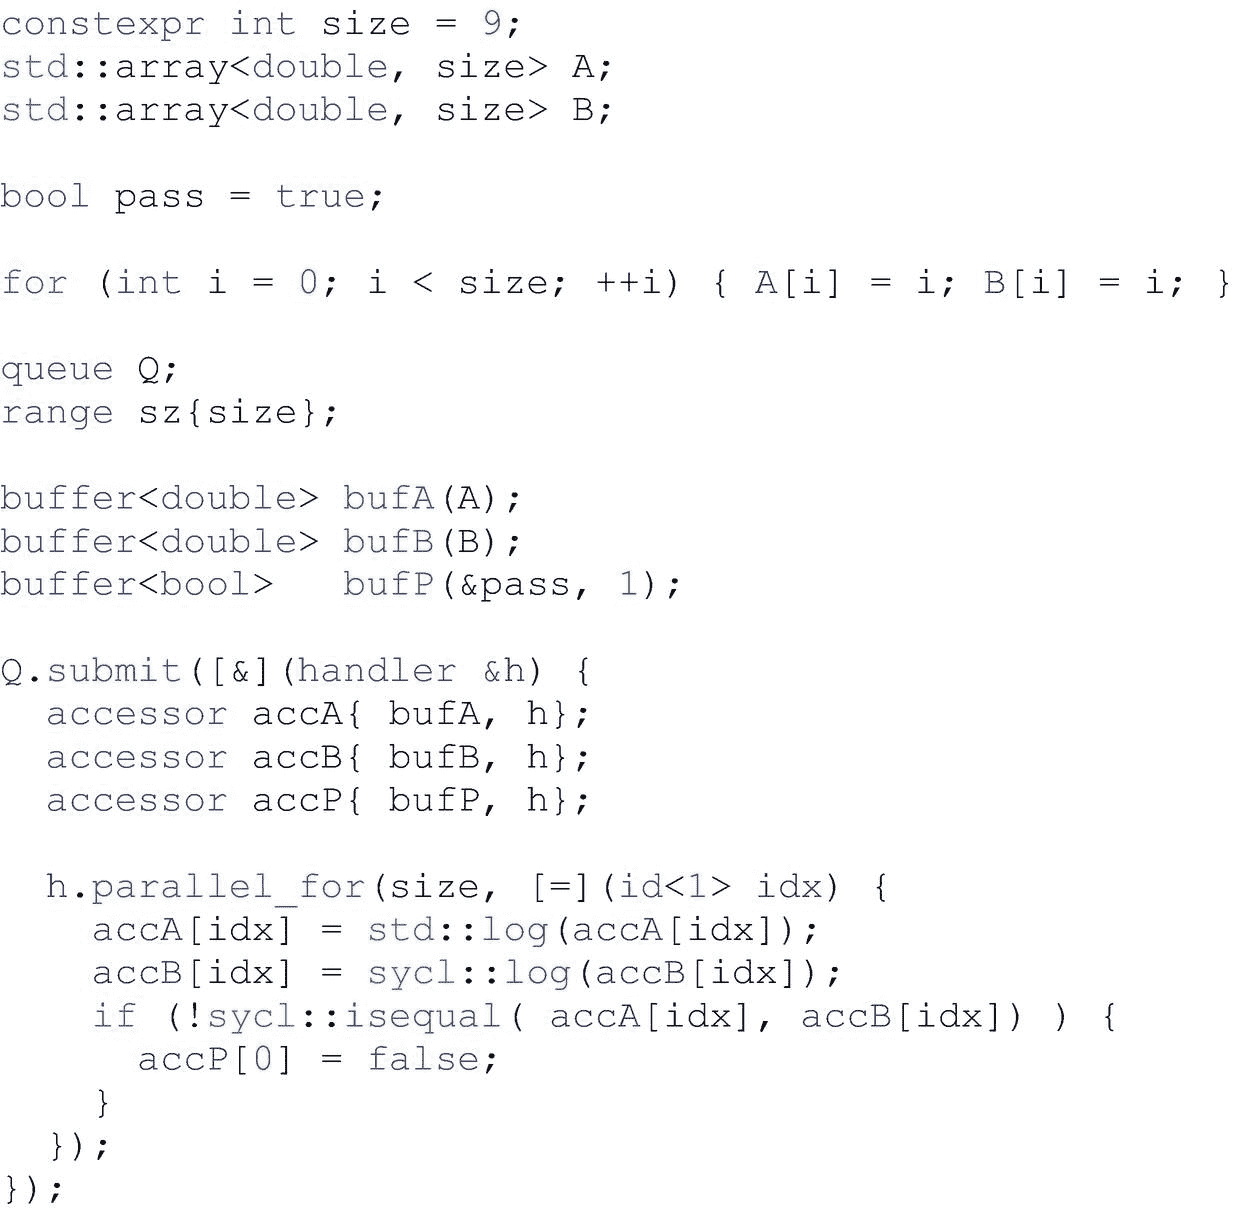 constexpr int size = 9;
std::array<double, size> A;
std::array<double, size> B;
bool pass = true;
for (int i = 0; i < size; ++i) { A[i] = i; B[i] = i; }
queue Q;
range sz{size};
buffer<double> bufA(A);
buffer<double> bufB(B);
buffer<bool>   bufP(&pass, 1);
Q.submit([&](handler &h) {
  accessor accA{ bufA, h};
  accessor accB{ bufB, h};
  accessor accP{ bufP, h};
  h.parallel_for(size, [=](id<1> idx) {
    accA[idx] = std::log(accA[idx]);
    accB[idx] = sycl::log(accB[idx]);
    if (!sycl::isequal( accA[idx], accB[idx]) ) {
      accP[0] = false;
    }
  });
});